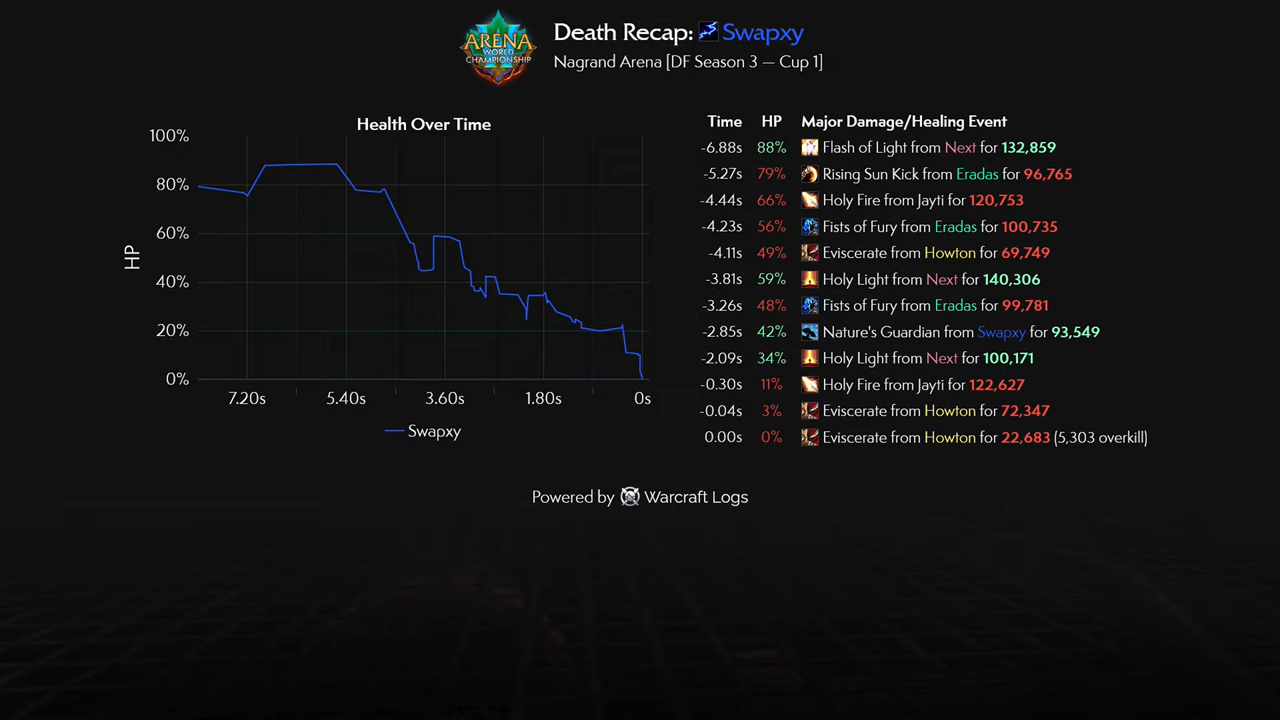 ARENA
WORLD
CHAMPIONSHIP
Death Recap: Swapxy
Nagrand Arena [DF Season 3 — Cup 1]
Health Over Time
100%
80%
60%
40%
20%
0%
HP
7.20s 5.40s 3.60s 1.80s 0s
Swapxy
Time HP Major Damage/Healing Event
-6.88s 88% Flash of Light from Next for 132,859
-5.27s 79% Rising Sun Kick from Eradas for 96,765
-4.44s 66% Holy Fire from Jayti for 120,753
-4.23s 56% Fists of Fury from Eradas for 100,735
-4.11s 49% Eviscerate from Howton for 69,749
-3.81s 59% Holy Light from Next for 140,306
-3.26s 48% Fists of Fury from Eradas for 99,781
-2.85s 42% Nature's Guardian from Swapxy for 93,549
-2.09s 34% Holy Light from Next for 100,171
-0.30s 11% Holy Fire from Jayti for 122,627
-0.04s 3% Eviscerate from Howton for 72,347
0.00s 0% Eviscerate from Howton for 22,683 (5,303 overkill)
Powered by Warcraft Logs